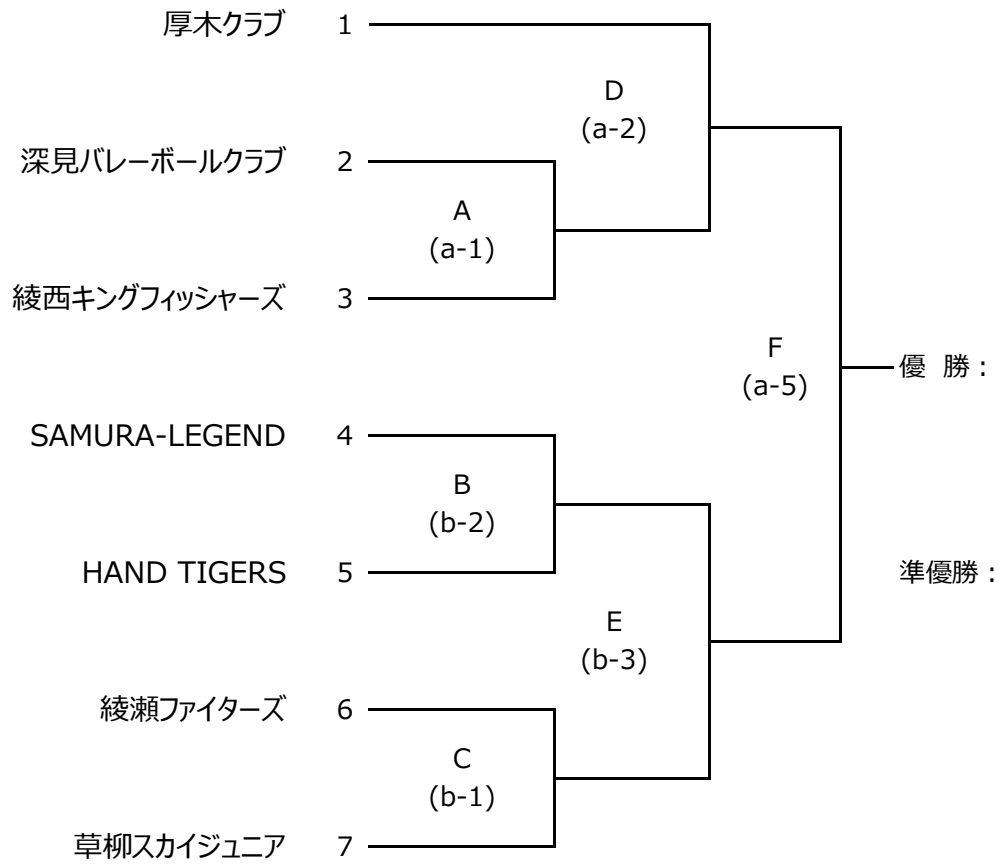 厚木クラブ 1
D
(a-2)
深見バレーボールクラブ 2
A
(a-1)
綾西キングフィッシャーズ 3
F
(a-5)
優 勝：
SAMURA-LEGEND 4
B
(b-2)
HAND TIGERS 5
準優勝：
E
(b-3)
綾瀬ファイターズ 6
C
(b-1)
草柳スカイジュニア 7